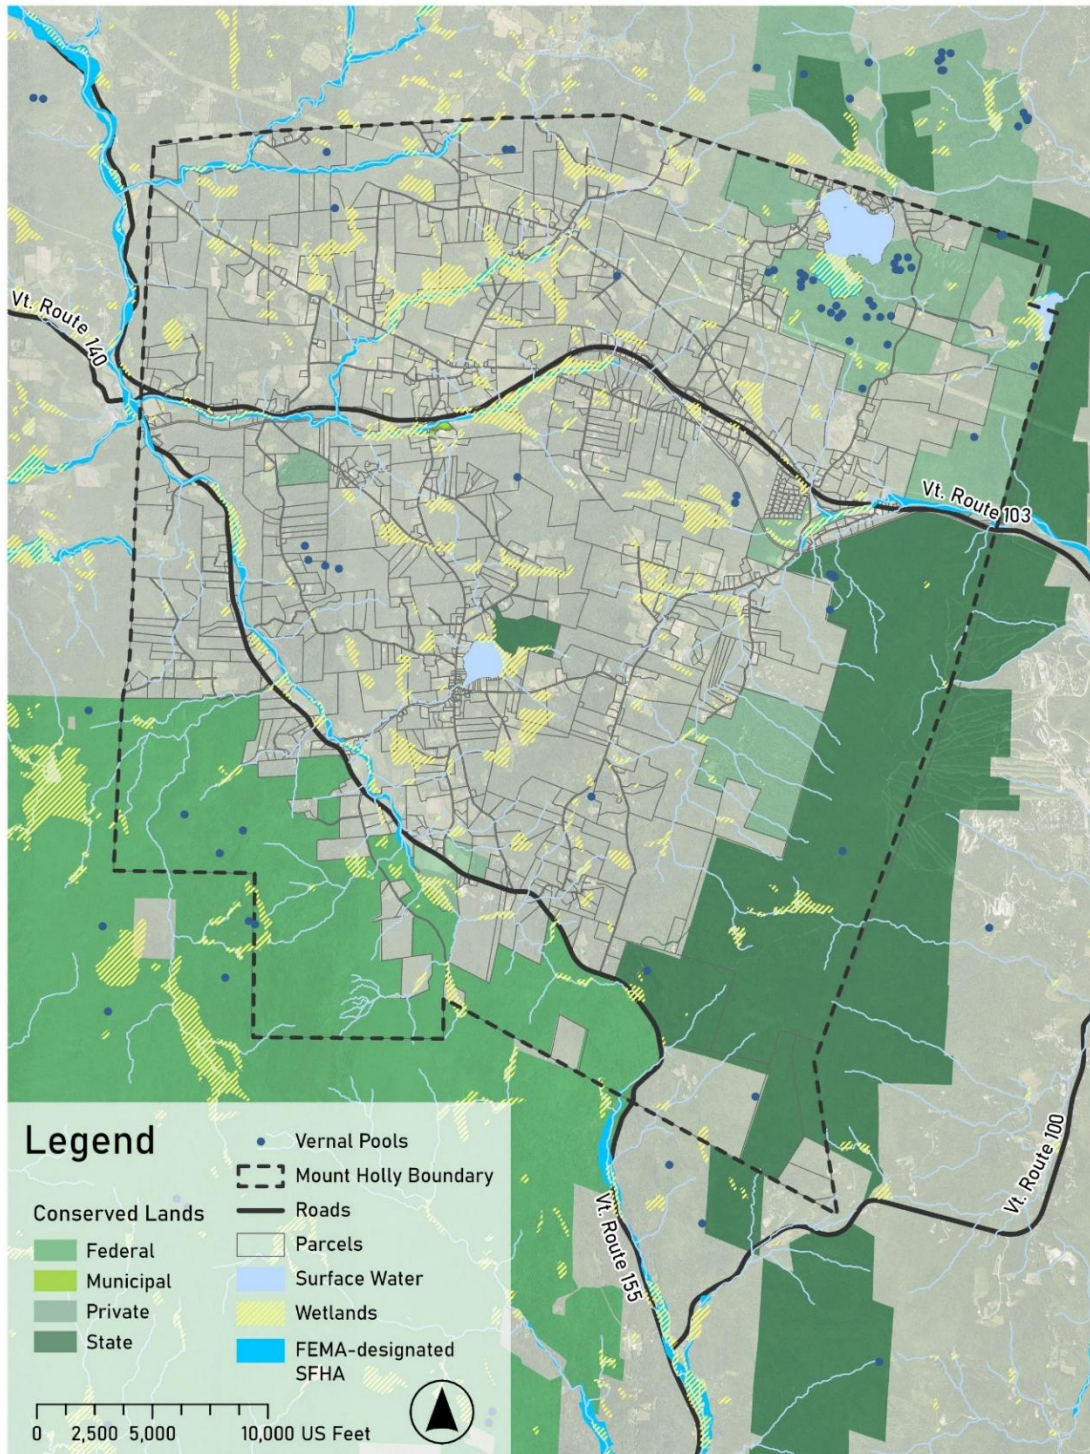 Vt. Route 140
Vt. Route 103
Vt. Route 100
Vt. Route 155
Legend
Conserved Lands
Federal
Municipal
Private
State
Vernal Pools
Mount Holly Boundary
Roads
Parcels
Surface Water
Wetlands
FEMA-designated
SFHA
0 2,500 5,000 10,000 US Feet